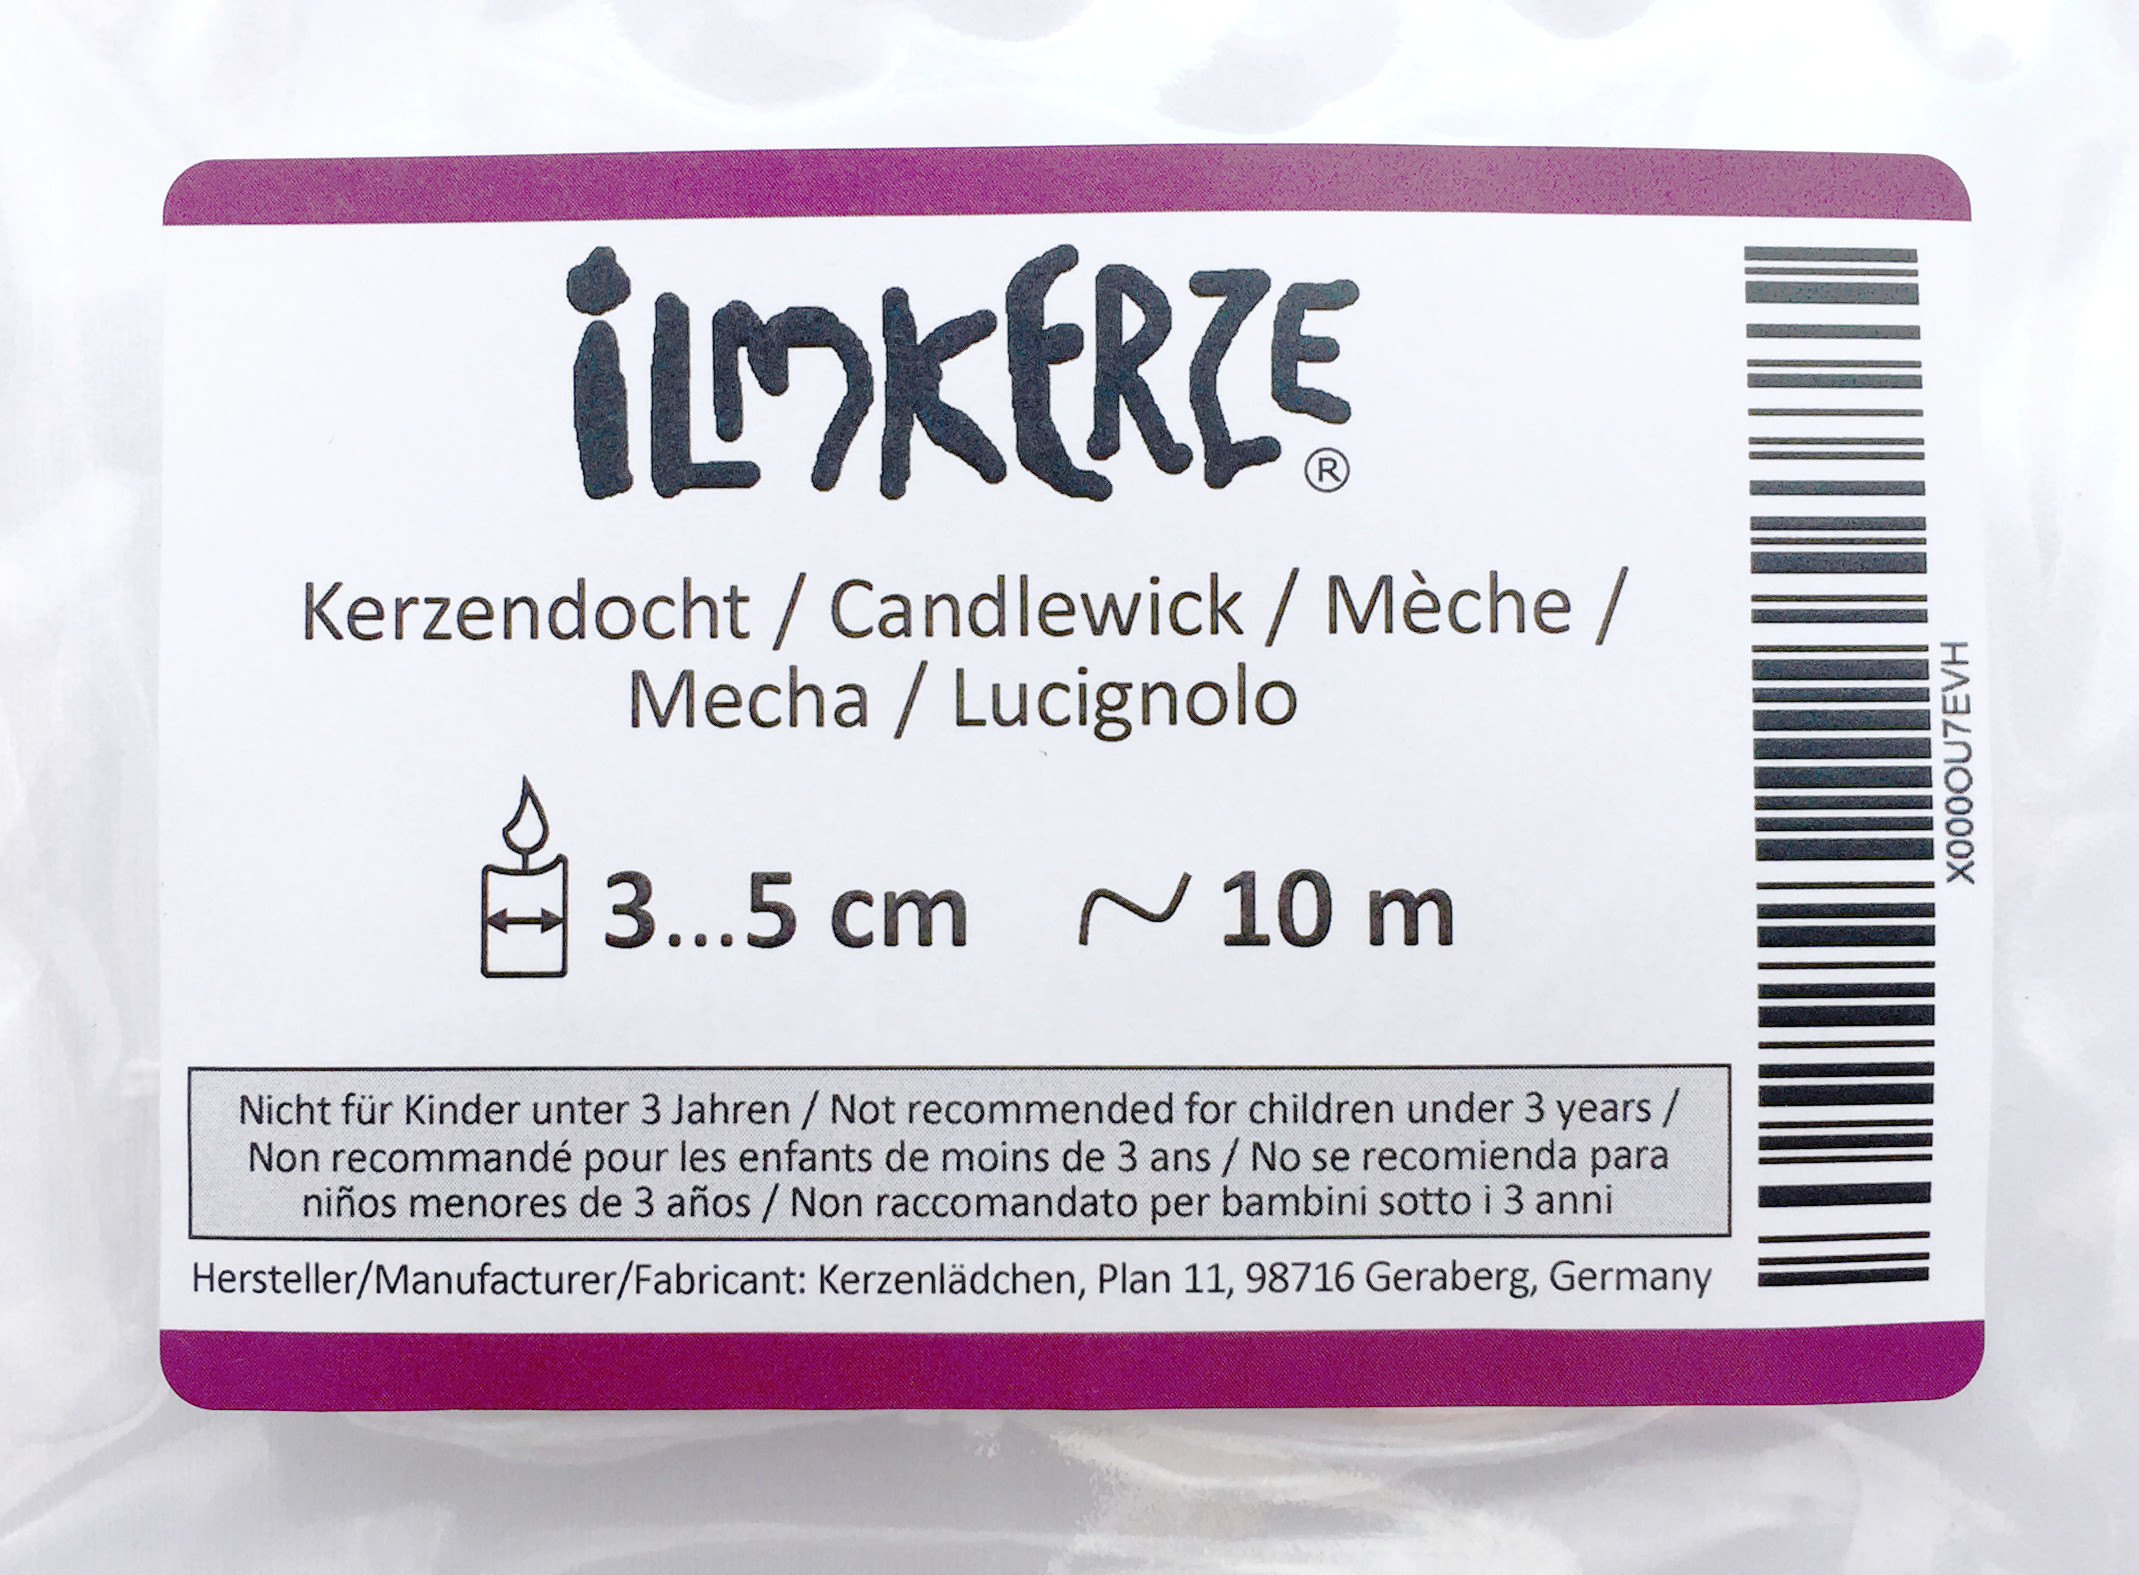 ilmKERZE ®
Kerzendocht / Candlewick / Mèche /
Mecha / Lucignolo
3...5 cm 10 m
Nicht für Kinder unter 3 Jahren / Not recommended for children under 3 years /
Non recommandé pour les enfants de moins de 3 ans / No se recomienda para
niños menores de 3 años / Non raccomandato per bambini sotto i 3 anni
Hersteller/Manufacturer/Fabricant: Kerzenlädchen, Plan 11, 98716 Geraberg, Germany
X000OU7EVH